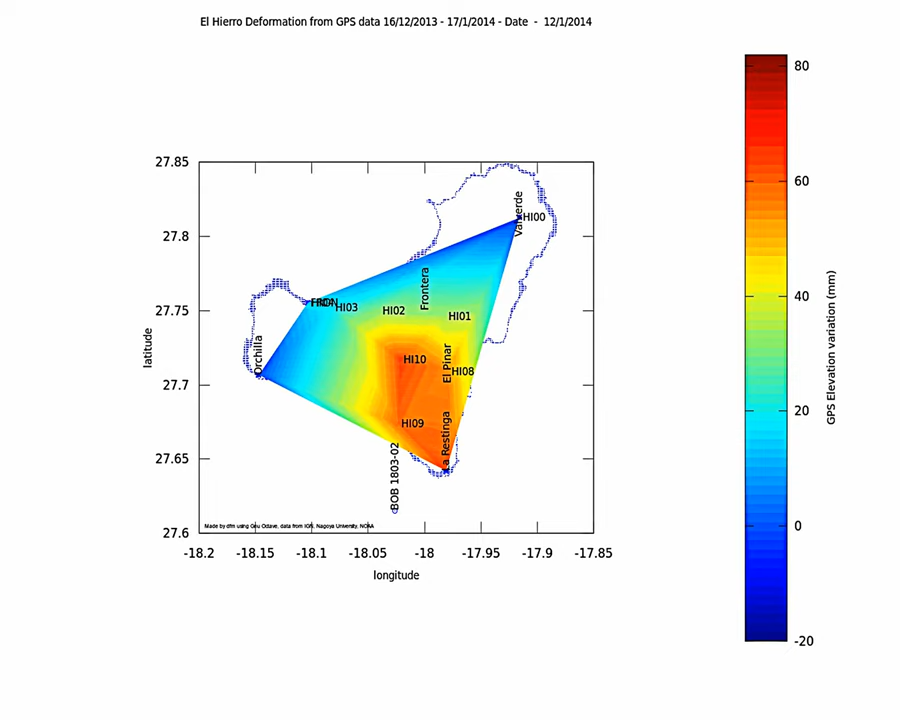 El Hierro Deformation from GPS data 16/12/2013 - 17/1/2014 - Date - 12/1/2014
80
27.85
60
Valverde
HI00
27.8
Frontera
40
FRON
HI03
HI02
27.75
HI01
GPS Elevation variation (mm)
latitude
Orchilla
HI10
El Pinar
HI08
27.7
20
HI09
La Restinga
27.65
BOB 1803-02
0
Made by dfm using Gnu Octave, data from IGN, Nagoya University, NOAA
27.6
-18.2
-18.15
-18.1
-18.05
-18
-17.95
-17.9
-17.85
longitude
-20